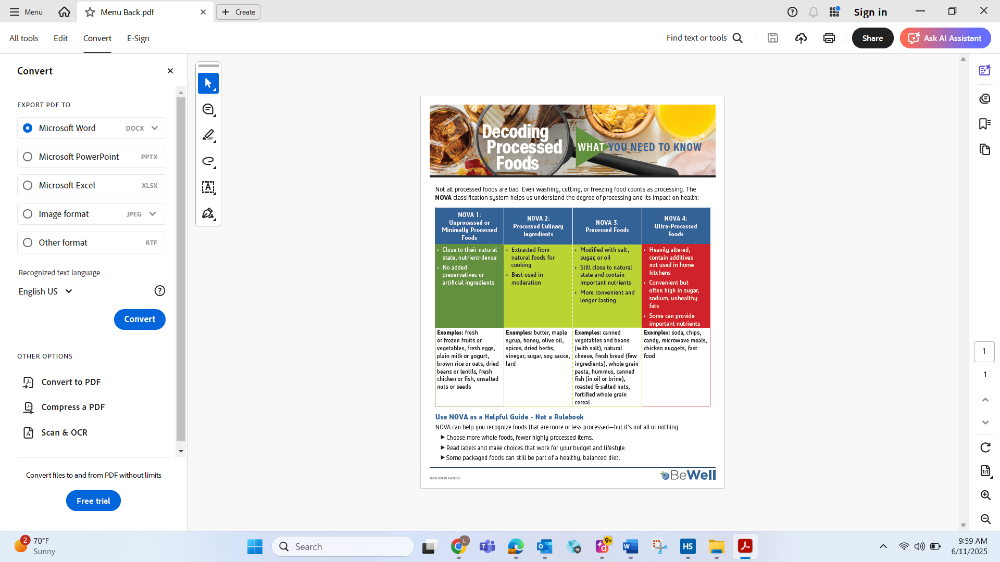 Menu
Menu Back.pdf
Create
Sign in
All tools
Edit
Convert
E-Sign
Find text or tools
Share
Ask AI Assistant
Convert
EXPORT PDF TO
Microsoft Word DOCX
Microsoft PowerPoint PPTX
Microsoft Excel XLSX
Image format JPEG
Other format RTF
Recognized text language
English US
Convert
OTHER OPTIONS
Convert to PDF
Compress a PDF
Scan & OCR
Convert files to and from PDF without limits
Free trial
Decoding
Processed
Foods
WHAT YOU NEED TO KNOW
Not all processed foods are bad. Even washing, cutting, or freezing food counts as processing. The
NOVA classification system helps us understand the degree of processing and its impact on health:
NOVA 1:
Unprocessed or
Minimally Processed
Foods
• Close to their natural
state, nutrient-dense
• No added
preservatives or
artificial ingredients
Examples: fresh
or frozen fruits or
vegetables, fresh eggs,
plain milk or yogurt,
brown rice or oats, dried
beans or lentils, fresh
chicken or fish, unsalted
nuts or seeds
NOVA 2:
Processed Culinary
Ingredients
• Extracted from
natural foods for
cooking
• Best used in
moderation
Examples: butter, maple
syrup, honey, olive oil,
spices, dried herbs,
vinegar, sugar, soy sauce,
lard
NOVA 3:
Processed Foods
• Modified with salt,
sugar, or oil
• Still close to natural
state and contain
important nutrients
• More convenient and
longer lasting
Examples: canned
vegetables and beans
(with salt), natural
cheese, fresh bread (few
ingredients), whole grain
pasta, hummus, canned
fish (in oil or brine),
roasted & salted nuts,
fortified whole grain
cereal
NOVA 4:
Ultra-Processed
Foods
• Heavily altered,
contain additives
not used in home
kitchens
• Convenient but
often high in sugar,
sodium, unhealthy
fats
• Some can provide
important nutrients
Examples: soda, chips,
candy, microwave meals,
chicken nuggets, fast
food
Use NOVA as a Helpful Guide - Not a Rulebook
NOVA can help you recognize foods that are more or less processed—but it's not all or nothing.
▶ Choose more whole foods, fewer highly processed items.
▶ Read labels and make choices that work for your budget and lifestyle.
▶ Some packaged foods can still be part of a healthy, balanced diet.
ELIOR NORTH AMERICA
BeWell
1
1
1:1
2
70°F
Sunny
Search
L
9+
HS
9:59 AM
6/11/2025